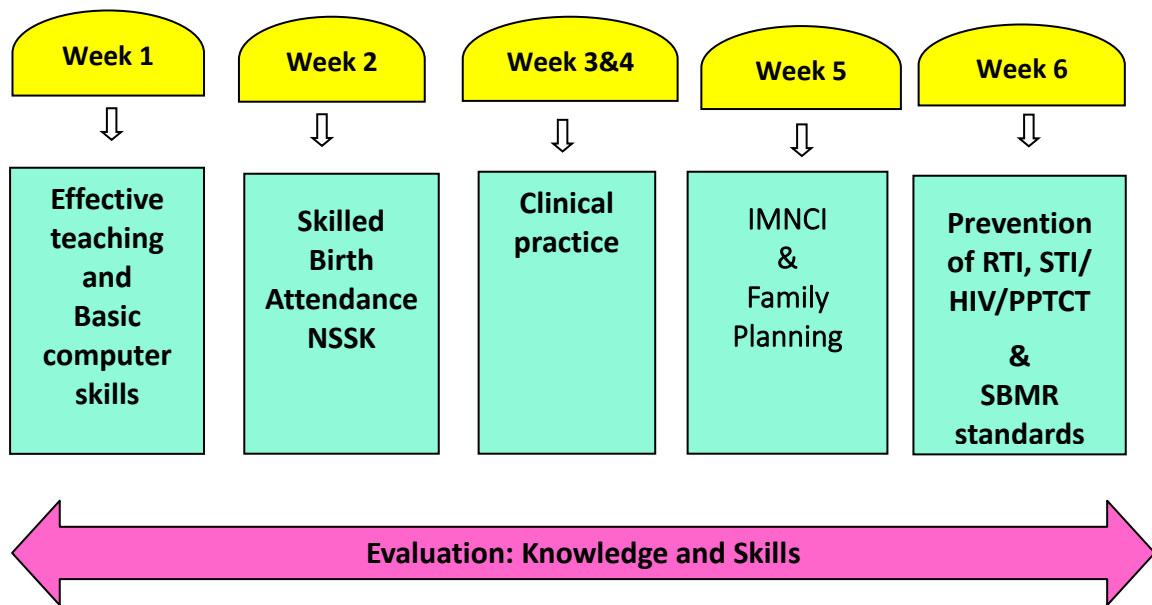 Week 1
Week 2
Week 3&4
Week 5
Week 6
Effective
teaching
and
Basic
computer
skills
Skilled
Birth
Attendance
NSSK
Clinical
practice
IMNCI
&
Family
Planning
Prevention
of RTI, STI/
HIV/PPTCT
&
SBMR
standards
Evaluation: Knowledge and Skills